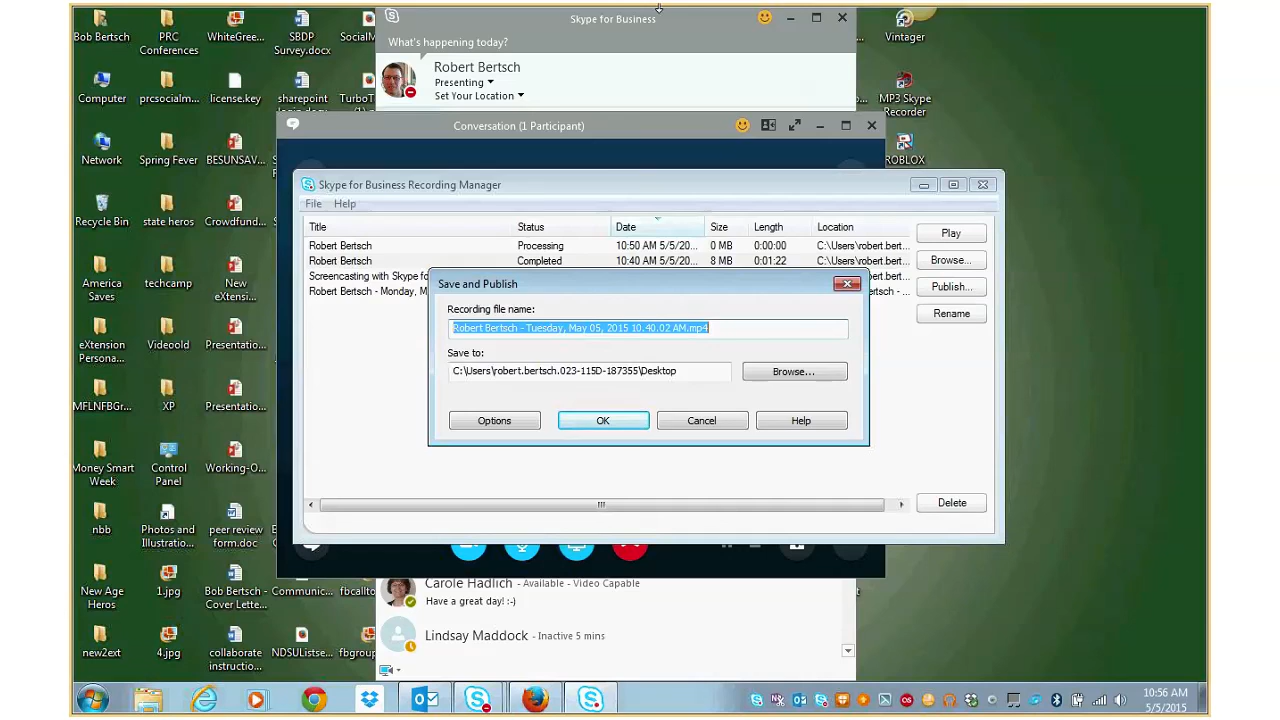 Bob Bertsch
PRC
Conferences
WhiteGree...
SBDP
Survey.docx
SocialM
Computer
prcsocialm...
license.key
sharepoint
TurboT
Network
Spring Fever
BESUNSAV...
Recycle Bin
state heros
Crowdfund...
America
Saves
techcamp
New
eXtension...
eXtension
Persona...
Videoold
Presentatio...
MFLNFBGr...
XP
Presentatio...
Money Smart
Week
Control
Panel
Working-O...
nbb
Photos and
Illustratio...
peer review
form.doc
New Age
Heros
1.jpg
Bob Bertsch -
Cover Lette...
Communic...
fbcallto
new2ext
4.jpg
collaborate
instructio...
NDSUListse...
fbgroup
Vintager
MP3 Skype
Recorder
ROBLOX
Skype for Business
What's happening today?
Robert Bertsch
Presenting
Set Your Location
Conversation (1 Participant)
Skype for Business Recording Manager
File Help
Title Status Date Size Length Location
Robert Bertsch Processing 10:50 AM 5/5/20... 0 MB 0:00:00 C:\Users\robert.bert...
Robert Bertsch Completed 10:40 AM 5/5/20... 8 MB 0:01:22 C:\Users\robert.bert...
Screencasting with Skype fo
Robert Bertsch - Monday, M
Play
Browse...
Publish...
Rename
Delete
Save and Publish
Recording file name:
Robert Bertsch - Tuesday, May 05, 2015 10.40.02 AM.mp4
Save to:
C:\Users\robert.bertsch.023-115D-187355\Desktop
Browse...
Options OK Cancel Help
Carole Hadlich - Available - Video Capable
Have a great day! :-)
Lindsay Maddock - Inactive 5 mins
10:56 AM
5/5/2015